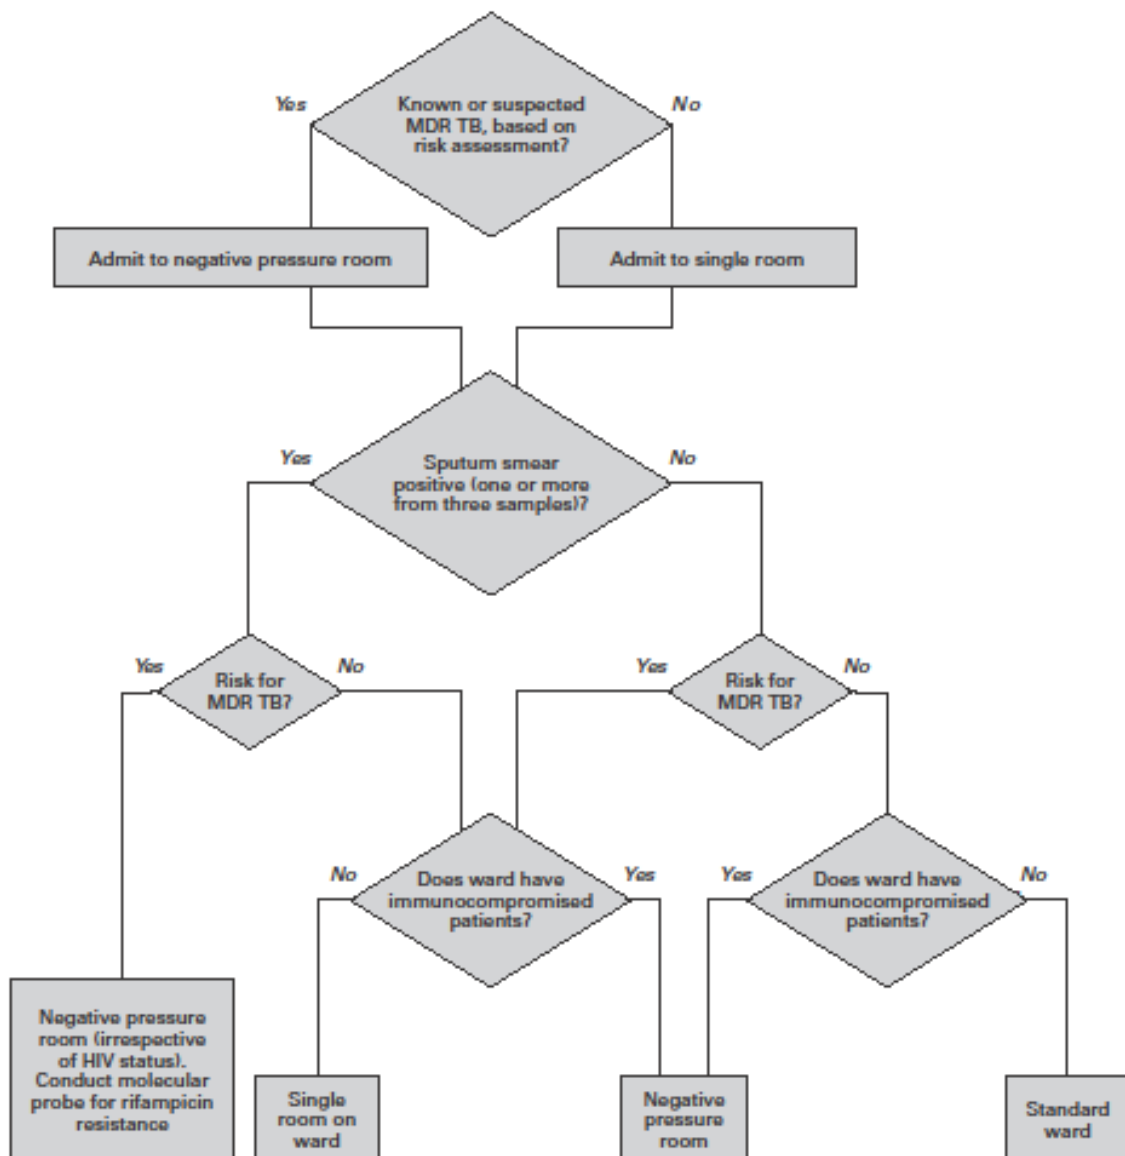 Yes
Known or suspected
MDR TB, based on
risk assessment?
No
Admit to negative pressure room
Admit to single room
Yes
Sputum smear
positive (one or more
from three samples)?
No
Yes
Risk for
MDR TB?
No
Yes
Risk for
MDR TB?
No
No
Does ward have
immunocompromised
patients?
Yes
Yes
Does ward have
immunocompromised
patients?
No
Negative pressure
room (irrespective
of HIV status).
Conduct molecular
probe for rifampicin
resistance
Single
room on
ward
Negative
pressure
room
Standard
ward